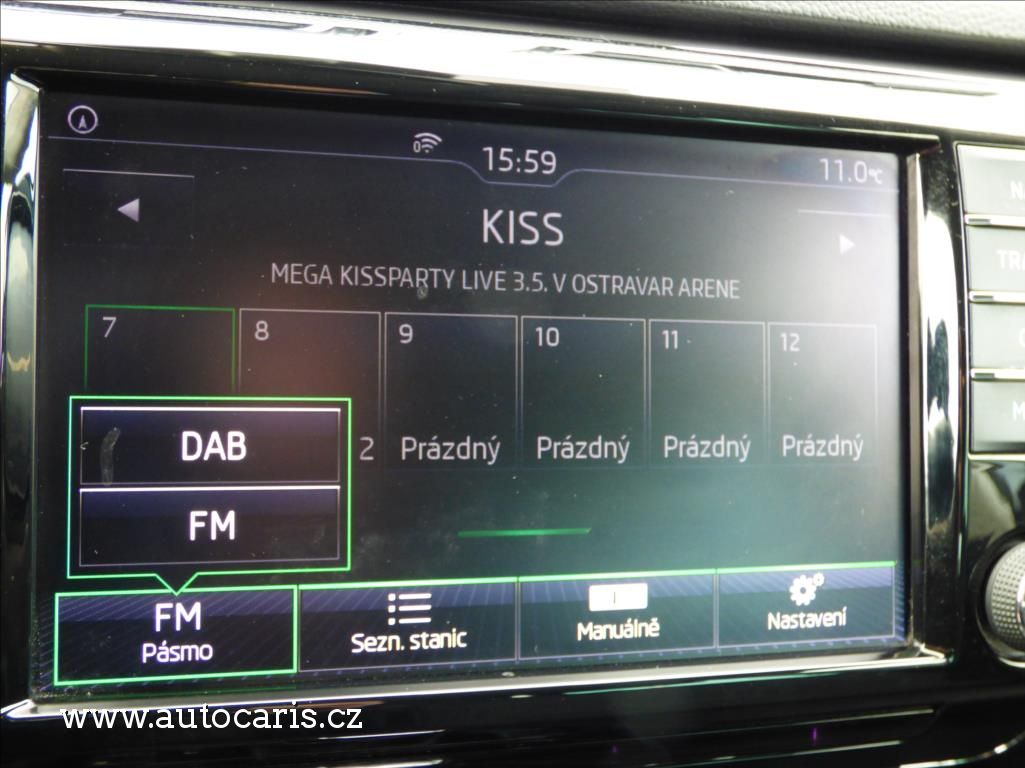 15:59
11.0°C
KISS
MEGA KISSPARTY LIVE 3.5. V OSTRAVAR ARENE
7 8 9 10 11 12
2 Prázdný Prázdný Prázdný Prázdný
DAB
FM
FM
Pásmo
Sezn. stanic
Manuálně
Nastavení
www.autocaris.cz